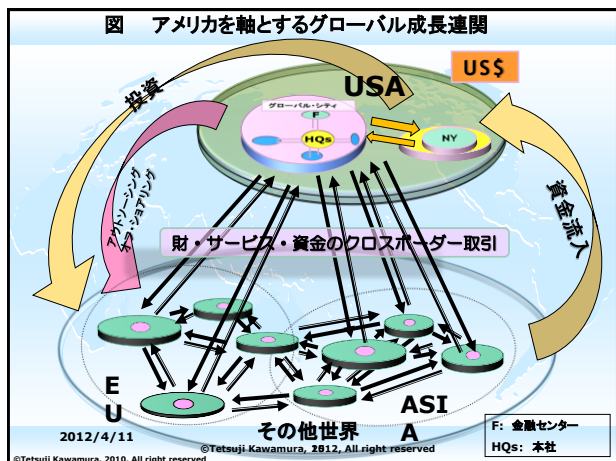 図 アメリカを軸とするグローバル成長連関
US$
USA
投資
グローバル・シティ
F
HQs
NY
アウトソーシング
オフ・ショアリング
資金流入
財・サービス・資金のクロスボーダー取引
EU
ASIA
その他世界
2012/4/11
©Tetsuji Kawamura, 2012, All right reserved
©Tetsuji Kawamura, 2010, All right reserved
F: 金融センター
HQs: 本社